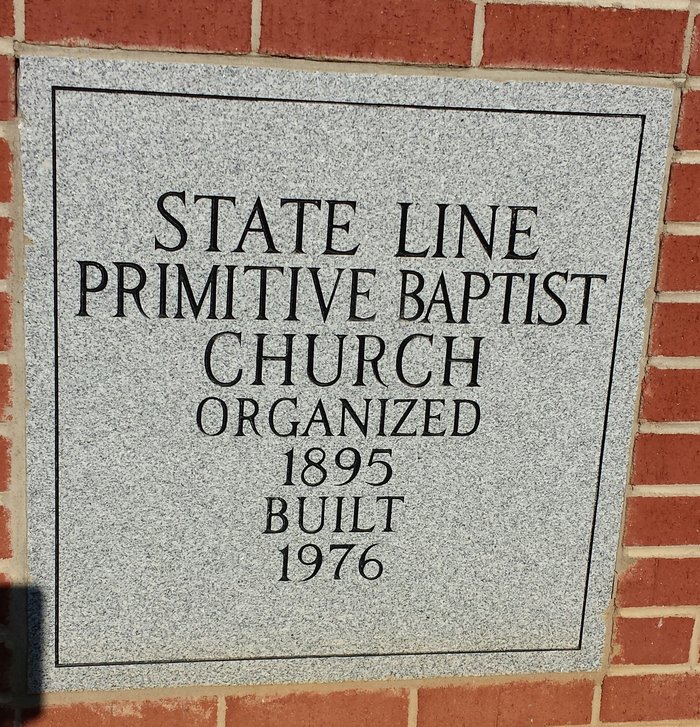 STATE LINE
PRIMITIVE BAPTIST
CHURCH
ORGANIZED
1895
BUILT
1976